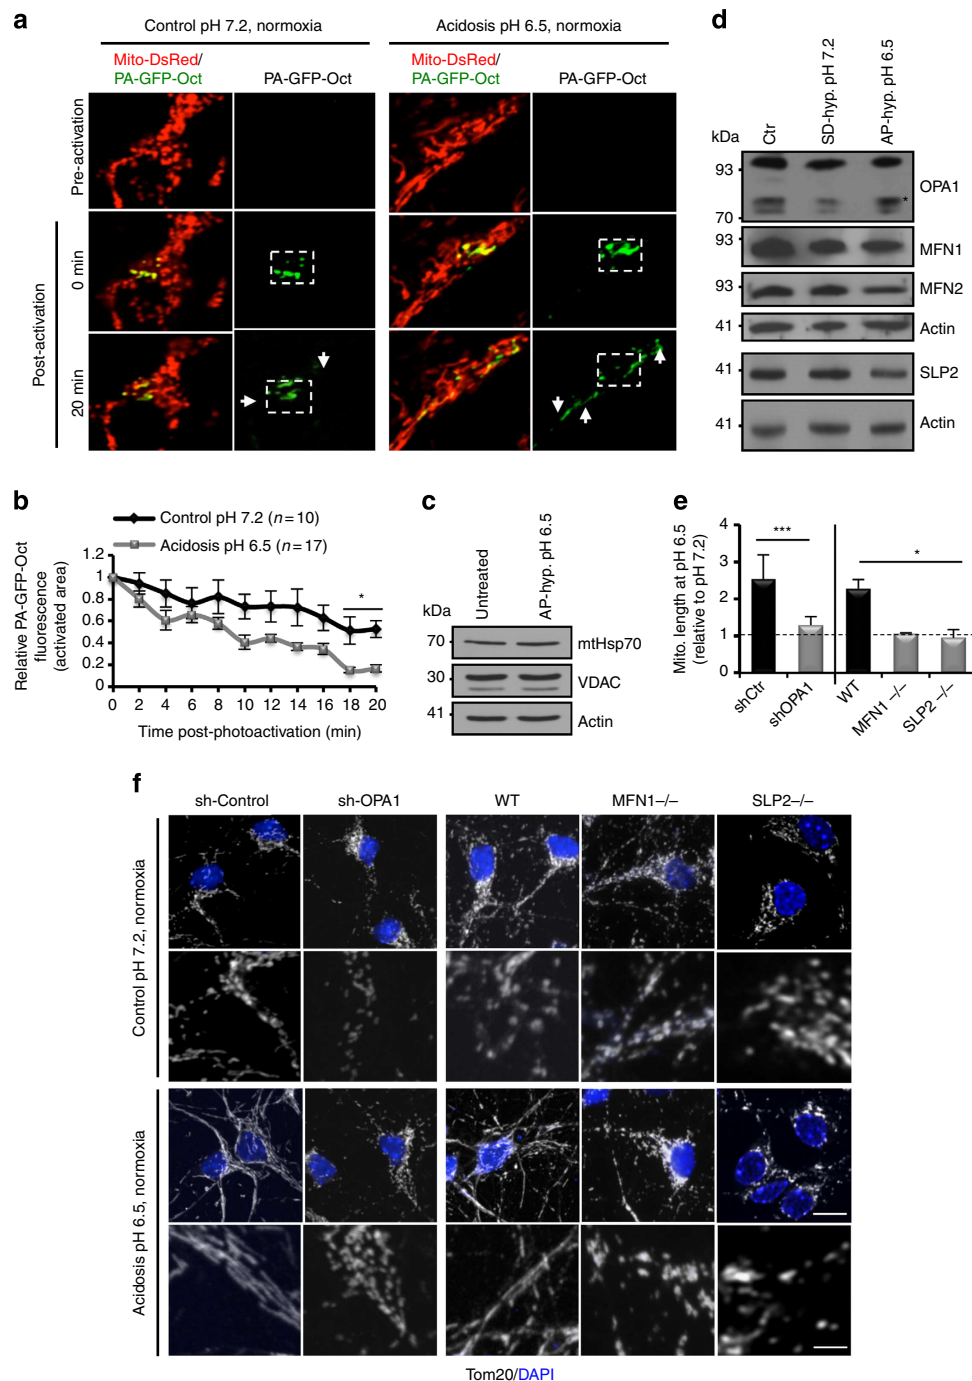 a
Control pH 7.2, normoxia
Acidosis pH 6.5, normoxia
Mito-DsRed/
PA-GFP-Oct
PA-GFP-Oct
Mito-DsRed/
PA-GFP-Oct
PA-GFP-Oct
Pre-activation
Post-activation
0 min
20 min
d
kDa
Ctr
SD-hyp. pH 7.2
AP-hyp. pH 6.5
93
70
OPA1
*
93
MFN1
93
MFN2
41
Actin
41
SLP2
41
Actin
b
Control pH 7.2 (n=10)
Acidosis pH 6.5 (n=17)
Relative PA-GFP-Oct
fluorescence
(activated area)
1.2
1
0.8
0.6
0.4
0.2
0
*
0 2 4 6 8 10 12 14 16 18 20
Time post-photoactivation (min)
c
kDa
Untreated
AP-hyp. pH 6.5
70
mtHsp70
30
VDAC
41
Actin
e
Mito. length at pH 6.5
(relative to pH 7.2)
4
3
2
1
0
***
*
shCtr
shOPA1
WT
MFN1 –/–
SLP2 –/–
f
sh-Control
sh-OPA1
WT
MFN1–/–
SLP2–/–
Control pH 7.2, normoxia
Acidosis pH 6.5, normoxia
Tom20/DAPI